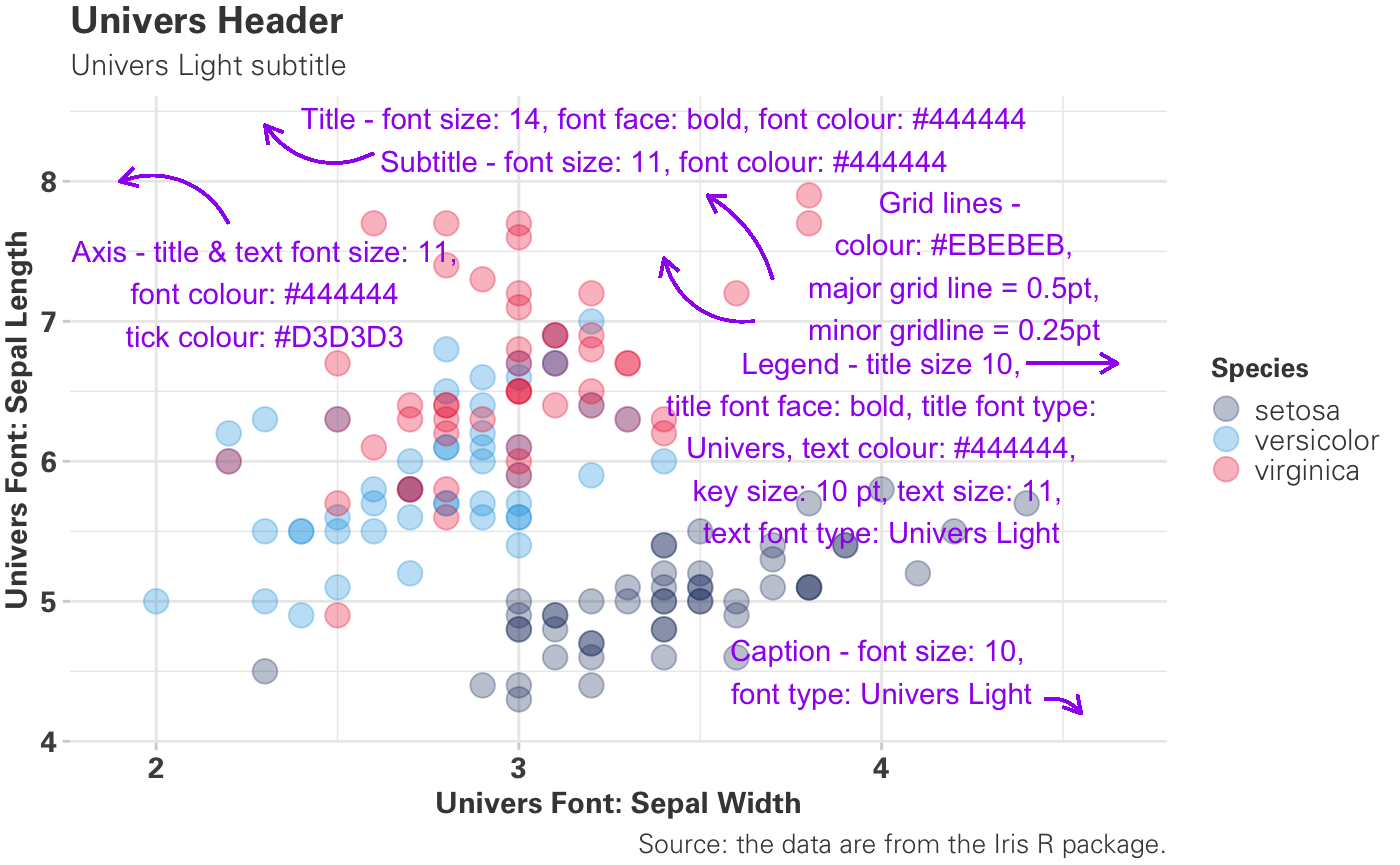 Univers Header
Univers Light subtitle
Title - font size: 14, font face: bold, font colour: #444444
Subtitle - font size: 11, font colour: #444444
Axis - title & text font size: 11,
font colour: #444444
tick colour: #D3D3D3
Grid lines -
colour: #EBEBEB,
major grid line = 0.5pt,
minor gridline = 0.25pt
Legend - title size 10,
title font face: bold, title font type:
Univers, text colour: #444444,
key size: 10 pt, text size: 11,
text font type: Univers Light
Caption - font size: 10,
font type: Univers Light
Univers Font: Sepal Length
8
7
6
5
4
2 3 4
Univers Font: Sepal Width
Species
setosa
versicolor
virginica
Source: the data are from the Iris R package.